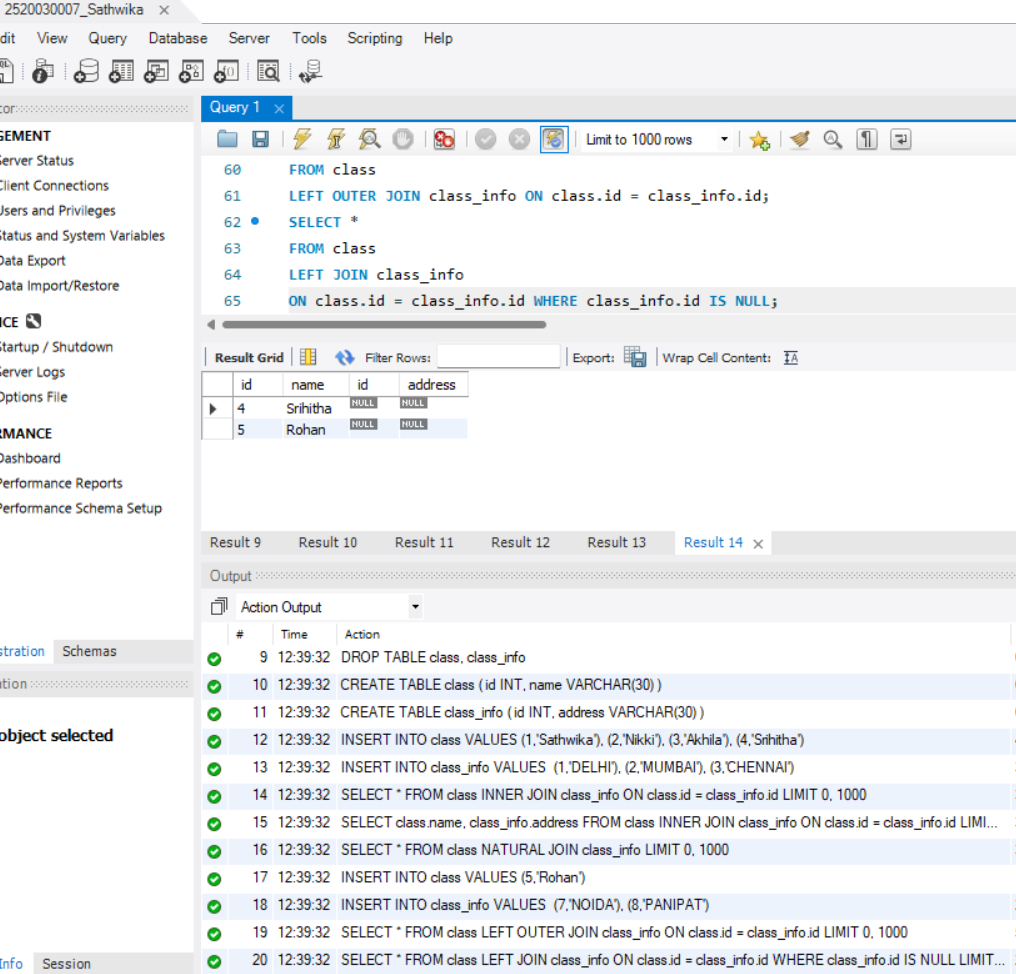 2520030007_Sathwika ×
dit View Query Database Server Tools Scripting Help
tor
Query 1 ×
GEMENT
Server Status
Client Connections
Users and Privileges
Status and System Variables
Data Export
Data Import/Restore
CE
Startup / Shutdown
Server Logs
Options File
RMANCE
Dashboard
Performance Reports
Performance Schema Setup
Limit to 1000 rows
60 FROM class
61 LEFT OUTER JOIN class_info ON class.id = class_info.id;
62 SELECT *
63 FROM class
64 LEFT JOIN class_info
65 ON class.id = class_info.id WHERE class_info.id IS NULL;
Result Grid Filter Rows: Export: Wrap Cell Content: IA
id name id address
4 Srihitha NULL NULL
5 Rohan NULL NULL
Result 9 Result 10 Result 11 Result 12 Result 13 Result 14 ×
Output
Action Output
# Time Action
9 12:39:32 DROP TABLE class, class_info
10 12:39:32 CREATE TABLE class ( id INT, name VARCHAR(30) )
11 12:39:32 CREATE TABLE class_info ( id INT, address VARCHAR(30) )
12 12:39:32 INSERT INTO class VALUES (1,'Sathwika'), (2,'Nikki'), (3,'Akhila'), (4,'Srihitha')
13 12:39:32 INSERT INTO class_info VALUES (1,'DELHI'), (2,'MUMBAI'), (3,'CHENNAI')
14 12:39:32 SELECT * FROM class INNER JOIN class_info ON class.id = class_info.id LIMIT 0, 1000
15 12:39:32 SELECT class.name, class_info.address FROM class INNER JOIN class_info ON class.id = class_info.id LIMI...
16 12:39:32 SELECT * FROM class NATURAL JOIN class_info LIMIT 0, 1000
17 12:39:32 INSERT INTO class VALUES (5,'Rohan')
18 12:39:32 INSERT INTO class_info VALUES (7,'NOIDA'), (8,'PANIPAT')
19 12:39:32 SELECT * FROM class LEFT OUTER JOIN class_info ON class.id = class_info.id LIMIT 0, 1000
20 12:39:32 SELECT * FROM class LEFT JOIN class_info ON class.id = class_info.id WHERE class_info.id IS NULL LIMIT...
stration Schemas
ation
object selected
Info Session